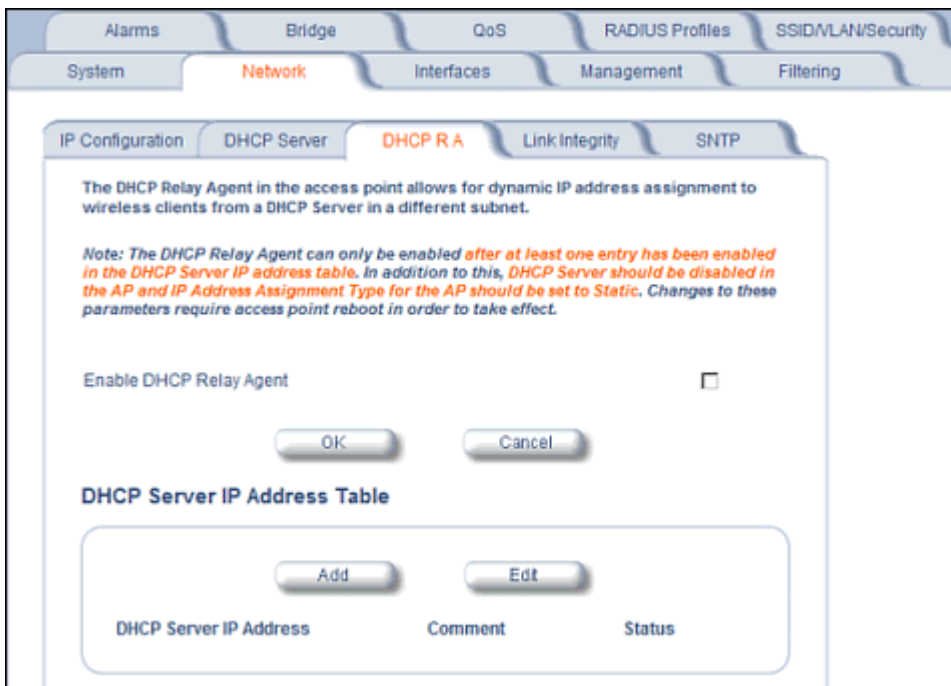 Alarms Bridge QoS RADIUS Profiles SSID/VLAN/Security
System Network Interfaces Management Filtering
IP Configuration DHCP Server DHCP R A Link Integrity SNTP
The DHCP Relay Agent in the access point allows for dynamic IP address assignment to
wireless clients from a DHCP Server in a different subnet.
Note: The DHCP Relay Agent can only be enabled after at least one entry has been enabled
in the DHCP Server IP address table. In addition to this, DHCP Server should be disabled in
the AP and IP Address Assignment Type for the AP should be set to Static. Changes to these
parameters require access point reboot in order to take effect.
Enable DHCP Relay Agent
OK Cancel
DHCP Server IP Address Table
Add Edit
DHCP Server IP Address Comment Status